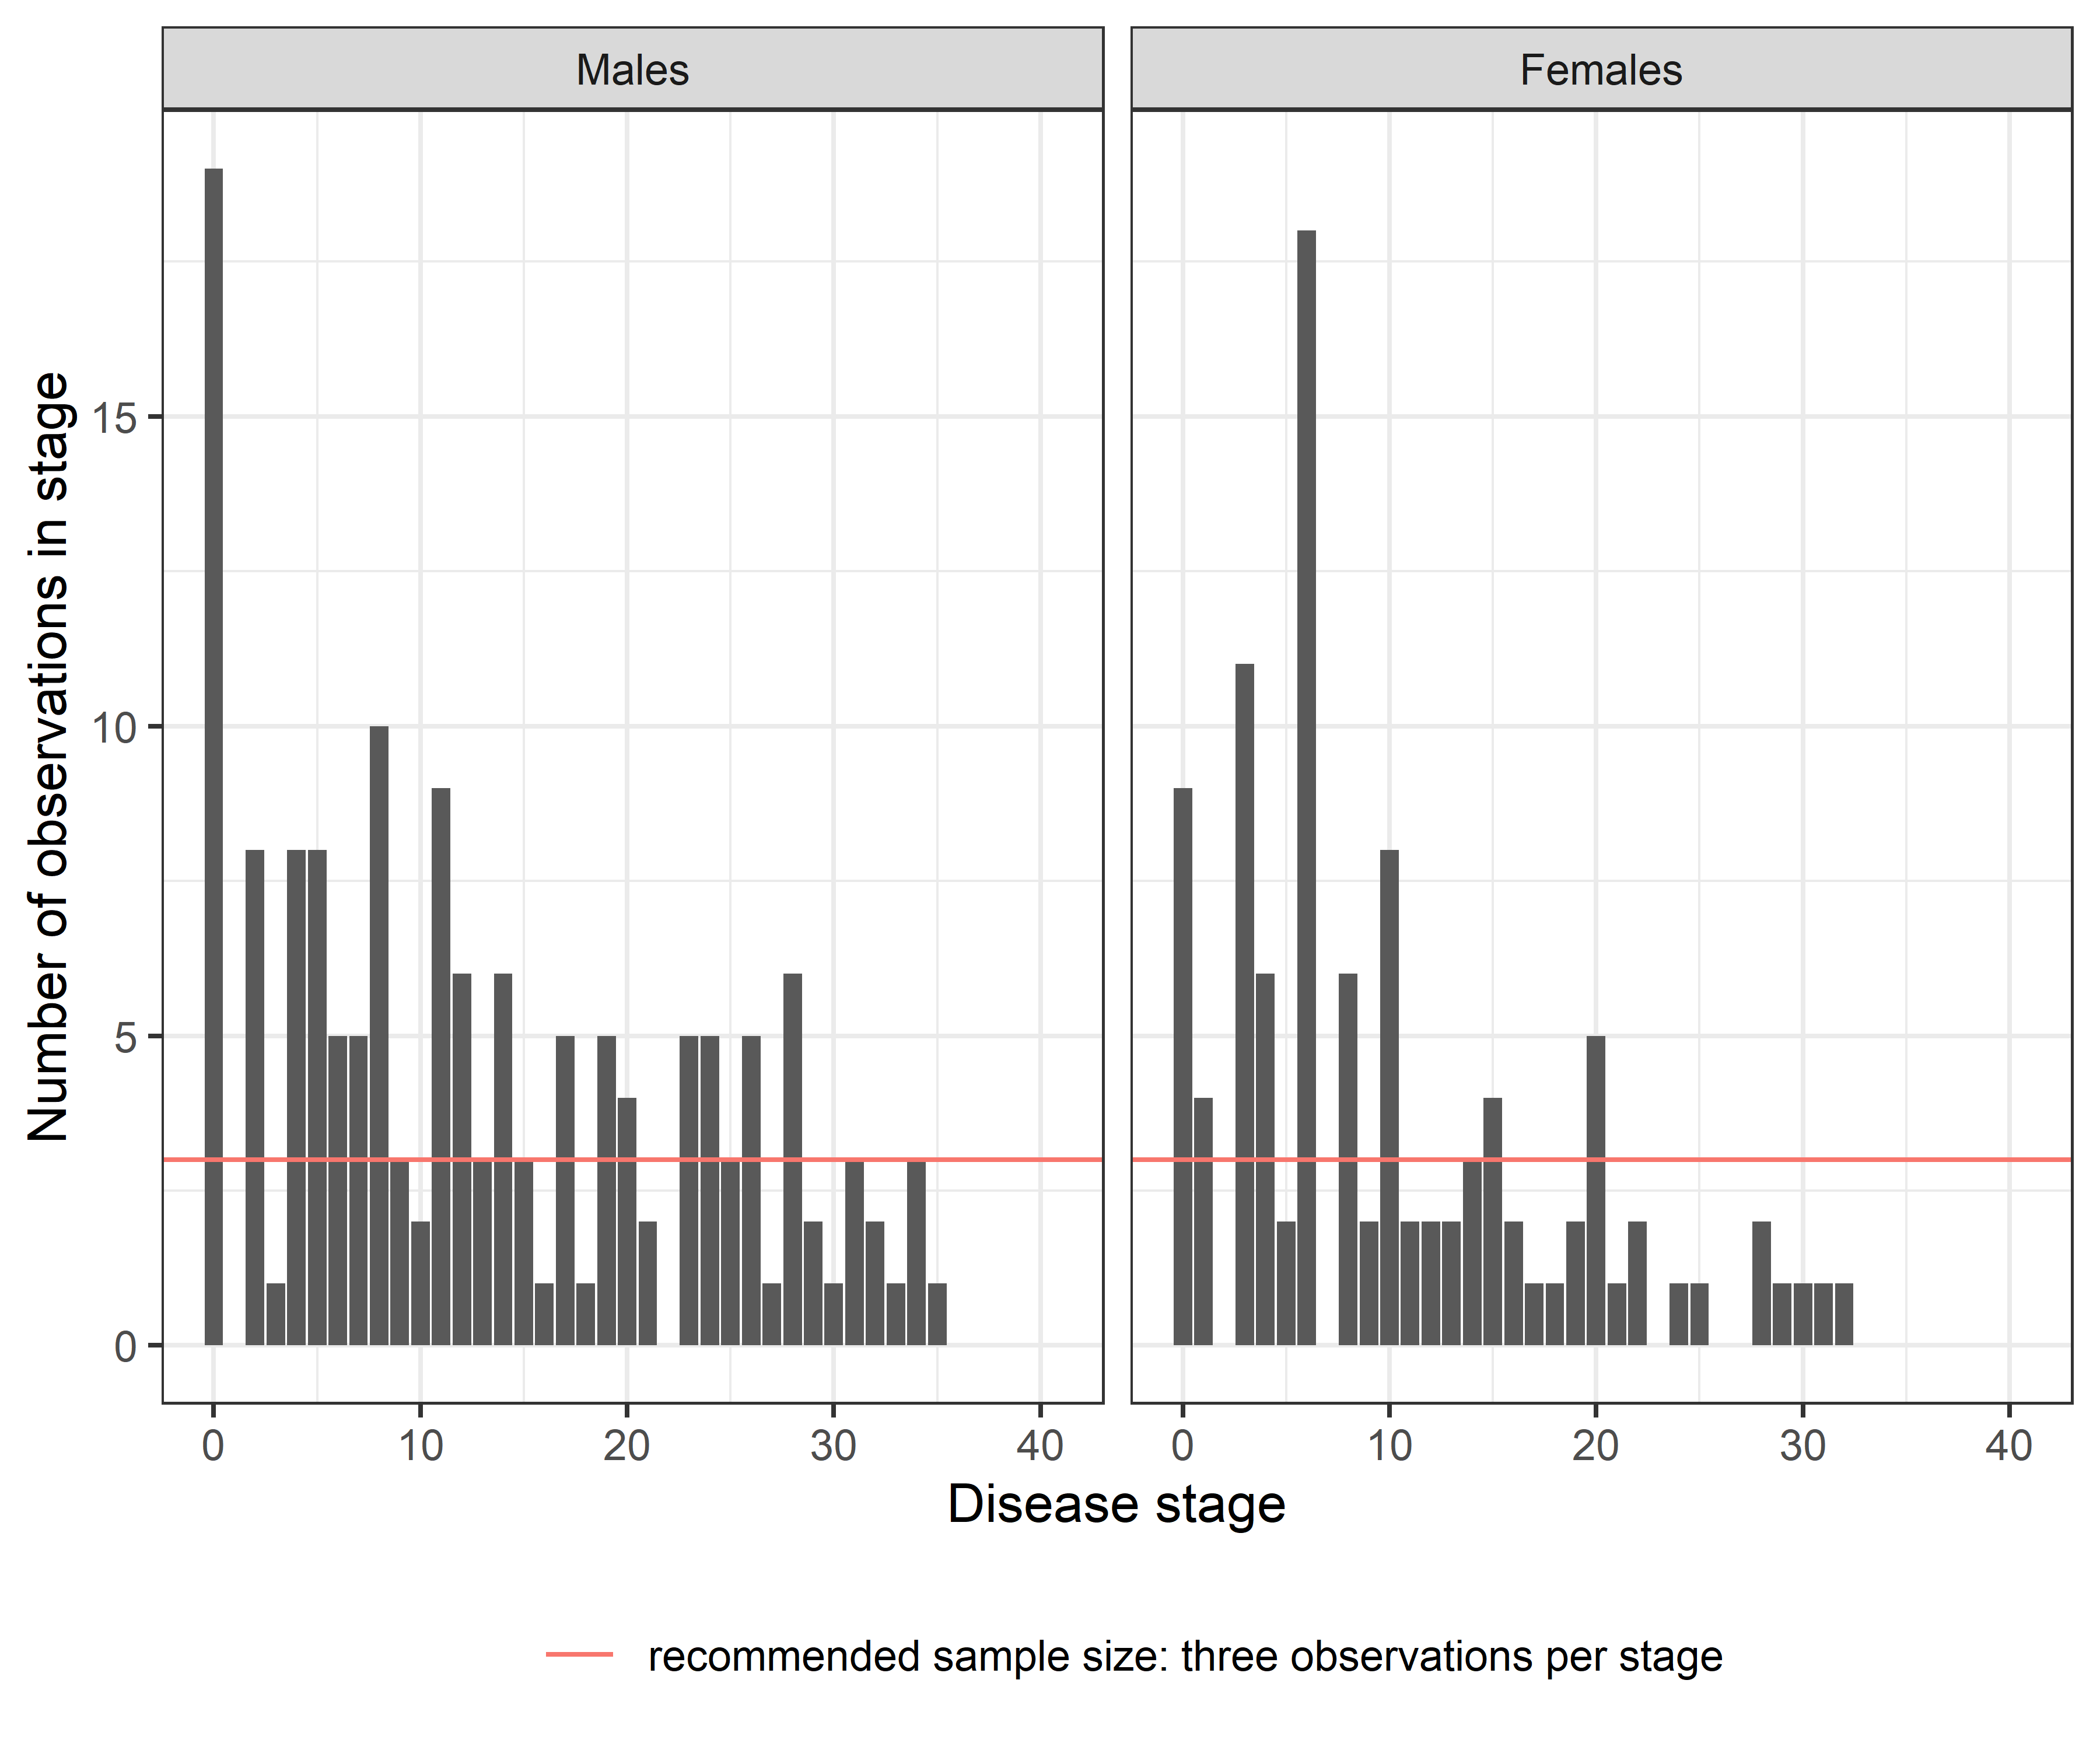 Males
Females
Number of observations in stage
15
10
5
0
0 10 20 30 40
0 10 20 30 40
Disease stage
recommended sample size: three observations per stage